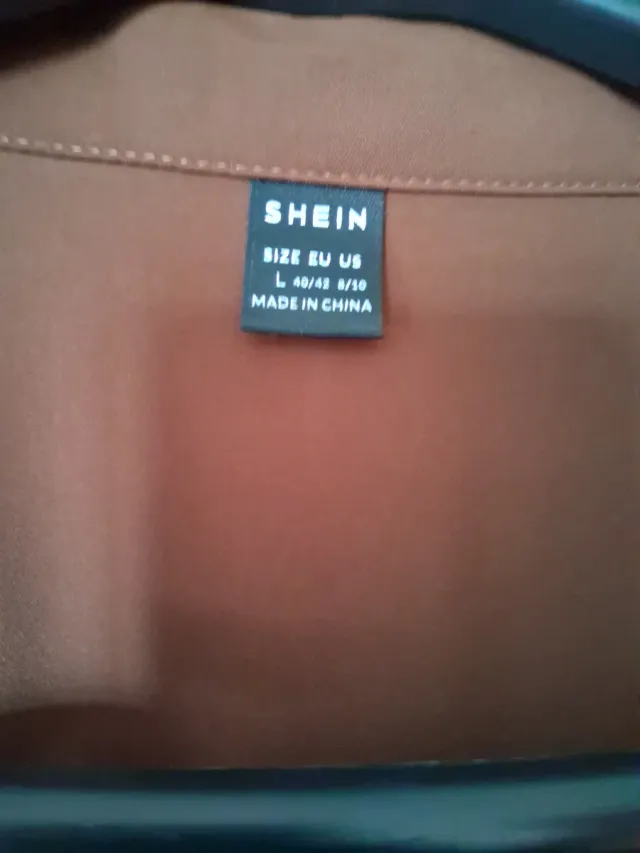 SHEIN
SIZE EU US
L 40/42 8/10
MADE IN CHINA